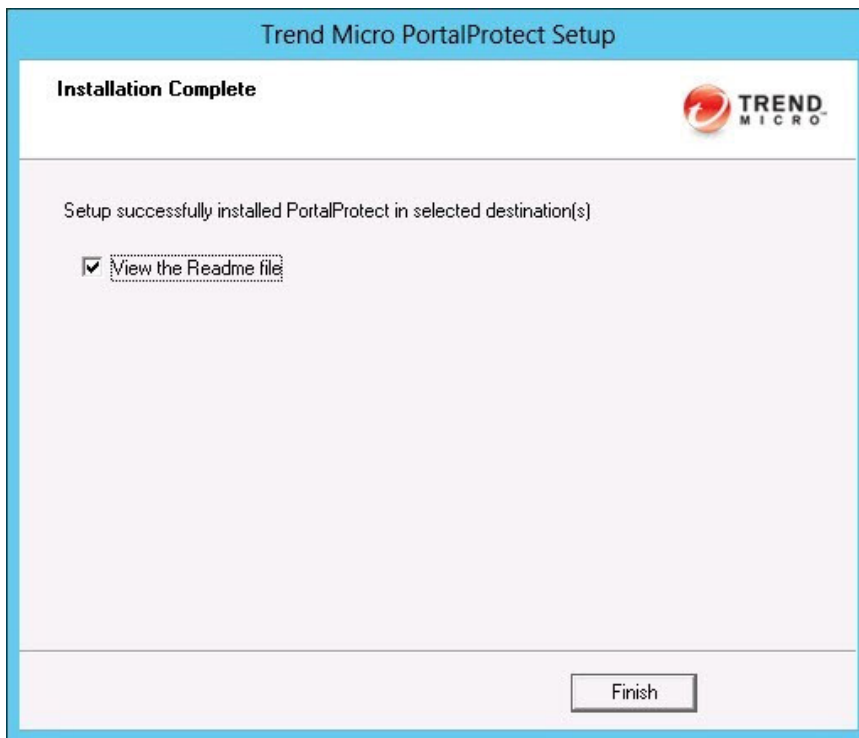 Trend Micro PortalProtect Setup
Installation Complete
TREND
MICRO™
Setup successfully installed PortalProtect in selected destination(s)
View the Readme file
Finish